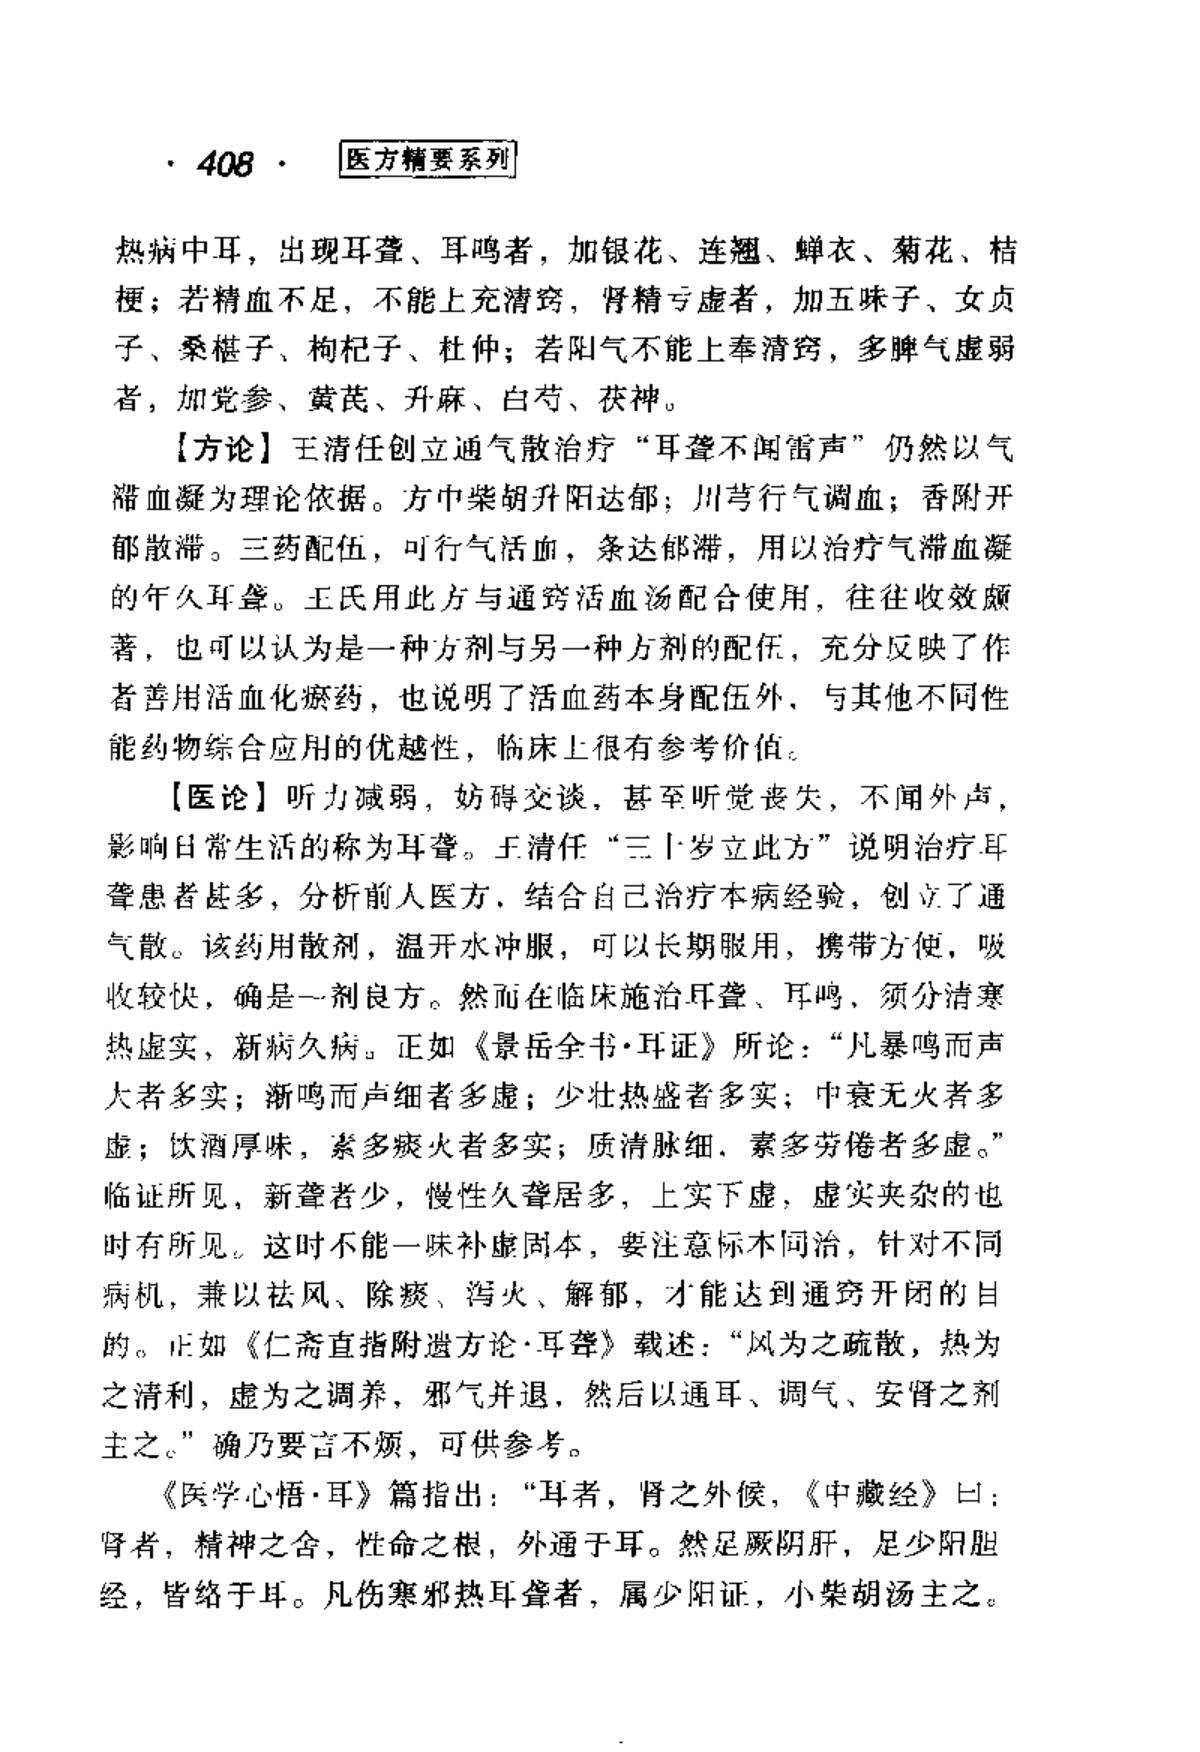 · 408 · 医方精要系列
热病中耳，出现耳聋、耳鸣者，加银花、连翘、蝉衣、菊花、桔
梗；若精血不足，不能上充清窍，肾精亏虚者，加五味子、女贞
子、桑椹子、枸杞子、杜仲；若阳气不能上奉清窍，多脾气虚弱
者，加党参、黄芪、升麻、白芍、茯神。
【方论】王清任创立通气散治疗“耳聋不闻雷声”仍然以气
滞血凝为理论依据。方中柴胡升阳达郁；川芎行气调血；香附开
郁散滞。三药配伍，可行气活血，条达郁滞，用以治疗气滞血凝
的年久耳聋。王氏用此方与通窍活血汤配合使用，往往收效颇
著，也可以认为是一种方剂与另一种方剂的配伍，充分反映了作
者善用活血化瘀药，也说明了活血药本身配伍外，与其他不同性
能药物综合应用的优越性，临床上很有参考价值。
【医论】听力减弱，妨碍交谈，甚至听觉丧失，不闻外声，
影响日常生活的称为耳聋。王清任“三十岁立此方”说明治疗耳
聋患者甚多，分析前人医方，结合自己治疗本病经验，创立了通
气散。该药用散剂，温开水冲服，可以长期服用，携带方便，吸
收较快，确是一剂良方。然而在临床施治耳聋、耳鸣，须分清寒
热虚实，新病久病。正如《景岳全书·耳证》所论：“凡暴鸣而声
大者多实；渐鸣而声细者多虚；少壮热盛者多实；中衰无火者多
虚；饮酒厚味，素多痰火者多实；质清脉细，素多劳倦者多虚。”
临证所见，新聋者少，慢性久聋居多，上实下虚，虚实夹杂的也
时有所见。这时不能一味补虚固本，要注意标本同治，针对不同
病机，兼以祛风、除痰、泻火、解郁，才能达到通窍开闭的目
的。正如《仁斋直指附遗方论·耳聋》载述：“风为之疏散，热为
之清利，虚为之调养，邪气并退，然后以通耳、调气、安肾之剂
主之。”确乃要言不烦，可供参考。
《医学心悟·耳》篇指出：“耳者，肾之外候，《中藏经》曰：
肾者，精神之舍，性命之根，外通于耳。然足厥阴肝，足少阳胆
经，皆络于耳。凡伤寒邪热耳聋者，属少阳证，小柴胡汤主之。